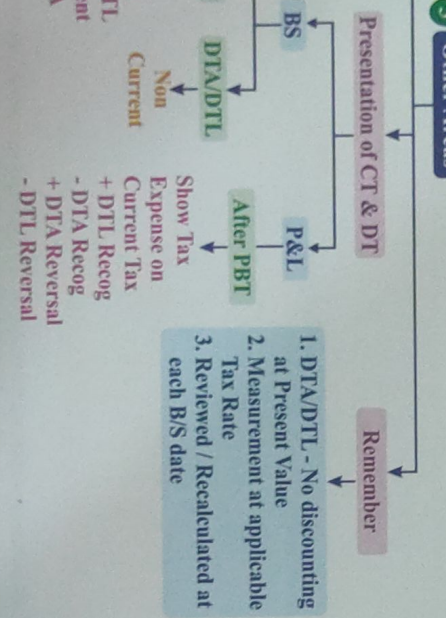 Presentation of CT & DT
BS
DTA/DTL
Non
Current
P&L
After PBT
Show Tax
Expense on
Current Tax
+ DTL Recog
- DTA Recog
+ DTA Reversal
- DTL Reversal
Remember
1. DTA/DTL - No discounting
at Present Value
2. Measurement at applicable
Tax Rate
3. Reviewed / Recalculated at
each B/S date